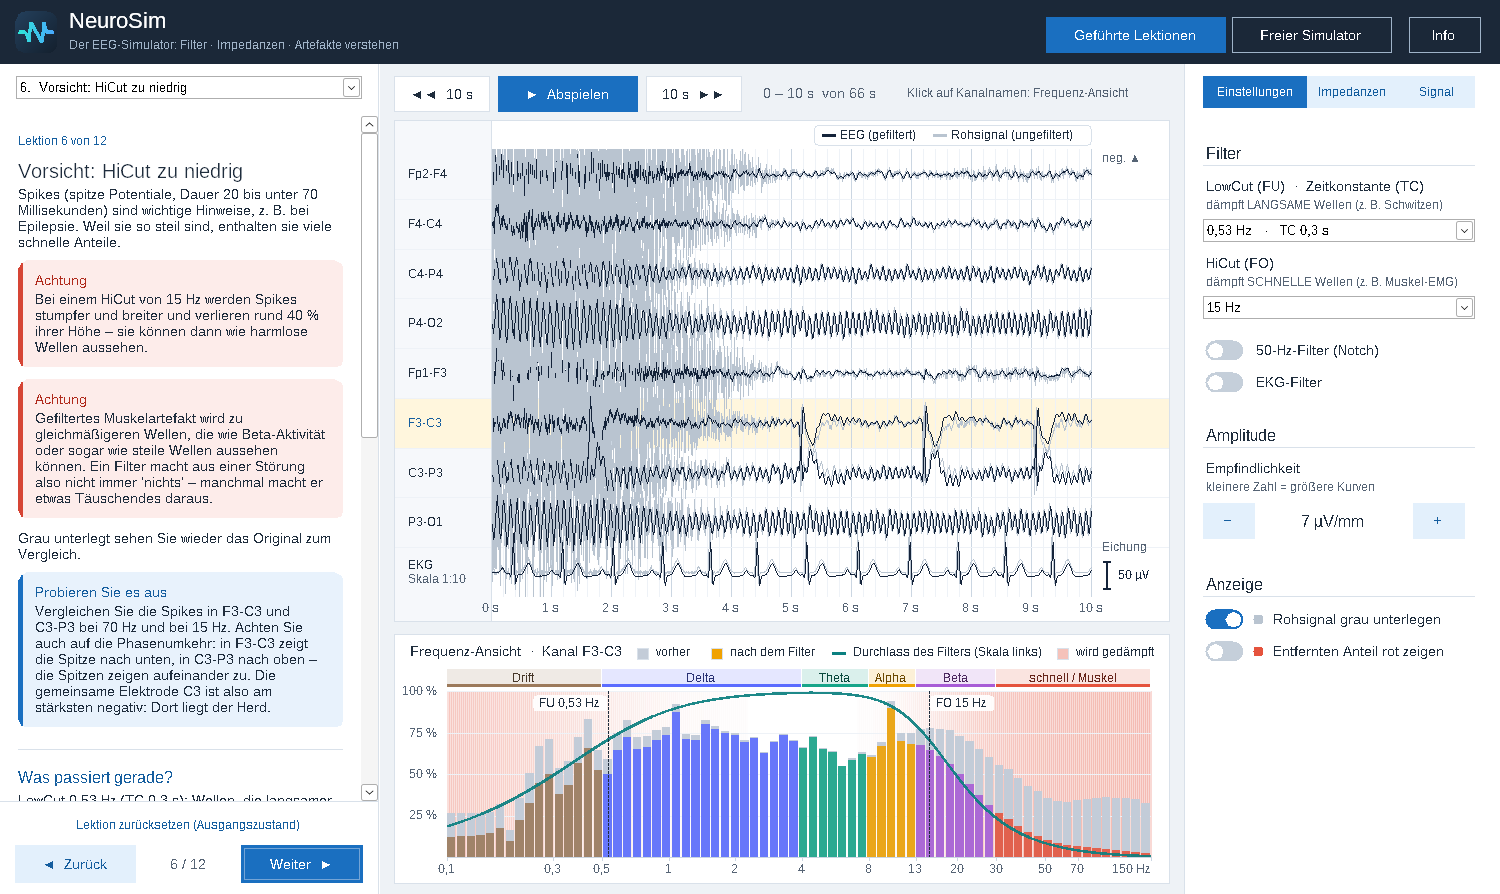 NeuroSim
Der EEG-Simulator: Filter · Impedanzen · Artefakte verstehen
Geführte Lektionen
Freier Simulator
Info
6. Vorsicht: HiCut zu niedrig
Lektion 6 von 12
Vorsicht: HiCut zu niedrig
Spikes (spitze Potentiale, Dauer 20 bis unter 70
Millisekunden) sind wichtige Hinweise, z. B. bei
Epilepsie. Weil sie so steil sind, enthalten sie viele
schnelle Anteile.
Achtung
Bei einem HiCut von 15 Hz werden Spikes
stumpfer und breiter und verlieren rund 40 %
ihrer Höhe – sie können dann wie harmlose
Wellen aussehen.
Achtung
Gefiltertes Muskelartefakt wird zu
gleichmäßigeren Wellen, die wie Beta-Aktivität
oder sogar wie steile Wellen aussehen
können. Ein Filter macht aus einer Störung
also nicht immer 'nichts' – manchmal macht er
etwas Täuschendes daraus.
Grau unterlegt sehen Sie wieder das Original zum
Vergleich.
Probieren Sie es aus
Vergleichen Sie die Spikes in F3-C3 und
C3-P3 bei 70 Hz und bei 15 Hz. Achten Sie
auch auf die Phasenumkehr: in F3-C3 zeigt
die Spitze nach unten, in C3-P3 nach oben –
die Spitzen zeigen aufeinander zu. Die
gemeinsame Elektrode C3 ist also am
stärksten negativ: Dort liegt der Herd.
Was passiert gerade?
LowCut 0,53 Hz (TC 0,3 s): Wellen, die langsamer
Lektion zurücksetzen (Ausgangszustand)
◄ Zurück
6 / 12
Weiter ►
◄◄ 10 s
► Abspielen
10 s ►►
0 – 10 s von 66 s
Klick auf Kanalnamen: Frequenz-Ansicht
EEG (gefiltert)
Rohsignal (ungefiltert)
neg. ▲
Fp2-F4
F4-C4
C4-P4
P4-O2
Fp1-F3
F3-C3
C3-P3
P3-O1
EKG
Skala 1:10
Eichung
50 µV
0 s 1 s 2 s 3 s 4 s 5 s 6 s 7 s 8 s 9 s 10 s
Frequenz-Ansicht · Kanal F3-C3
vorher
nach dem Filter
Durchlass des Filters (Skala links)
wird gedämpft
Drift Delta Theta Alpha Beta schnell / Muskel
100 %
75 %
50 %
25 %
FU 0,53 Hz
FO 15 Hz
0,1 0,3 0,5 1 2 4 8 13 20 30 50 70 150 Hz
Einstellungen
Impedanzen
Signal
Filter
LowCut (FU) · Zeitkonstante (TC)
dämpft LANGSAME Wellen (z. B. Schwitzen)
0,53 Hz · TC 0,3 s
HiCut (FO)
dämpft SCHNELLE Wellen (z. B. Muskel-EMG)
15 Hz
50-Hz-Filter (Notch)
EKG-Filter
Amplitude
Empfindlichkeit
kleinere Zahl = größere Kurven
−
7 µV/mm
+
Anzeige
Rohsignal grau unterlegen
Entfernten Anteil rot zeigen